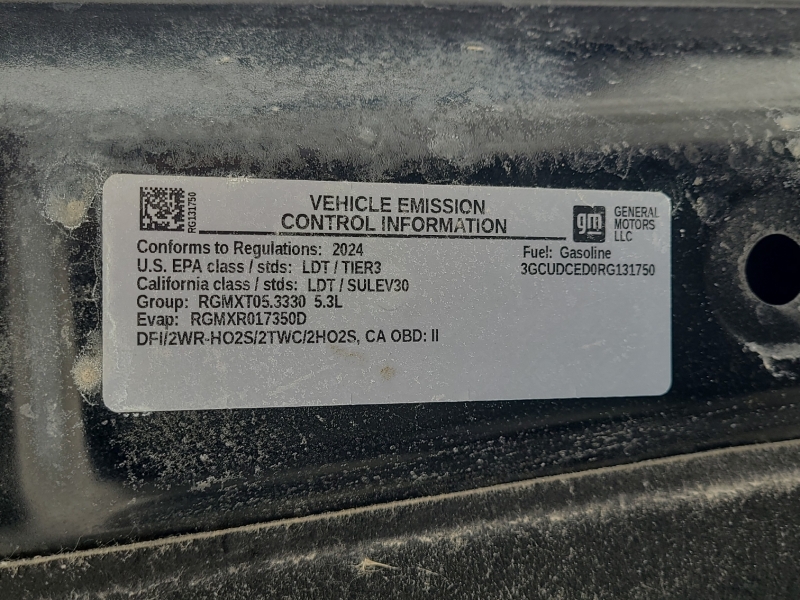 RG131750
VEHICLE EMISSION
CONTROL INFORMATION
gm
GENERAL
MOTORS
LLC
Conforms to Regulations: 2024
Fuel: Gasoline
U.S. EPA class / stds: LDT / TIER3
3GCUDCED0RG131750
California class / stds: LDT / SULEV30
Group: RGMXT05.3330 5.3L
Evap: RGMXR017350D
DFI/2WR-HO2S/2TWC/2HO2S, CA OBD: II